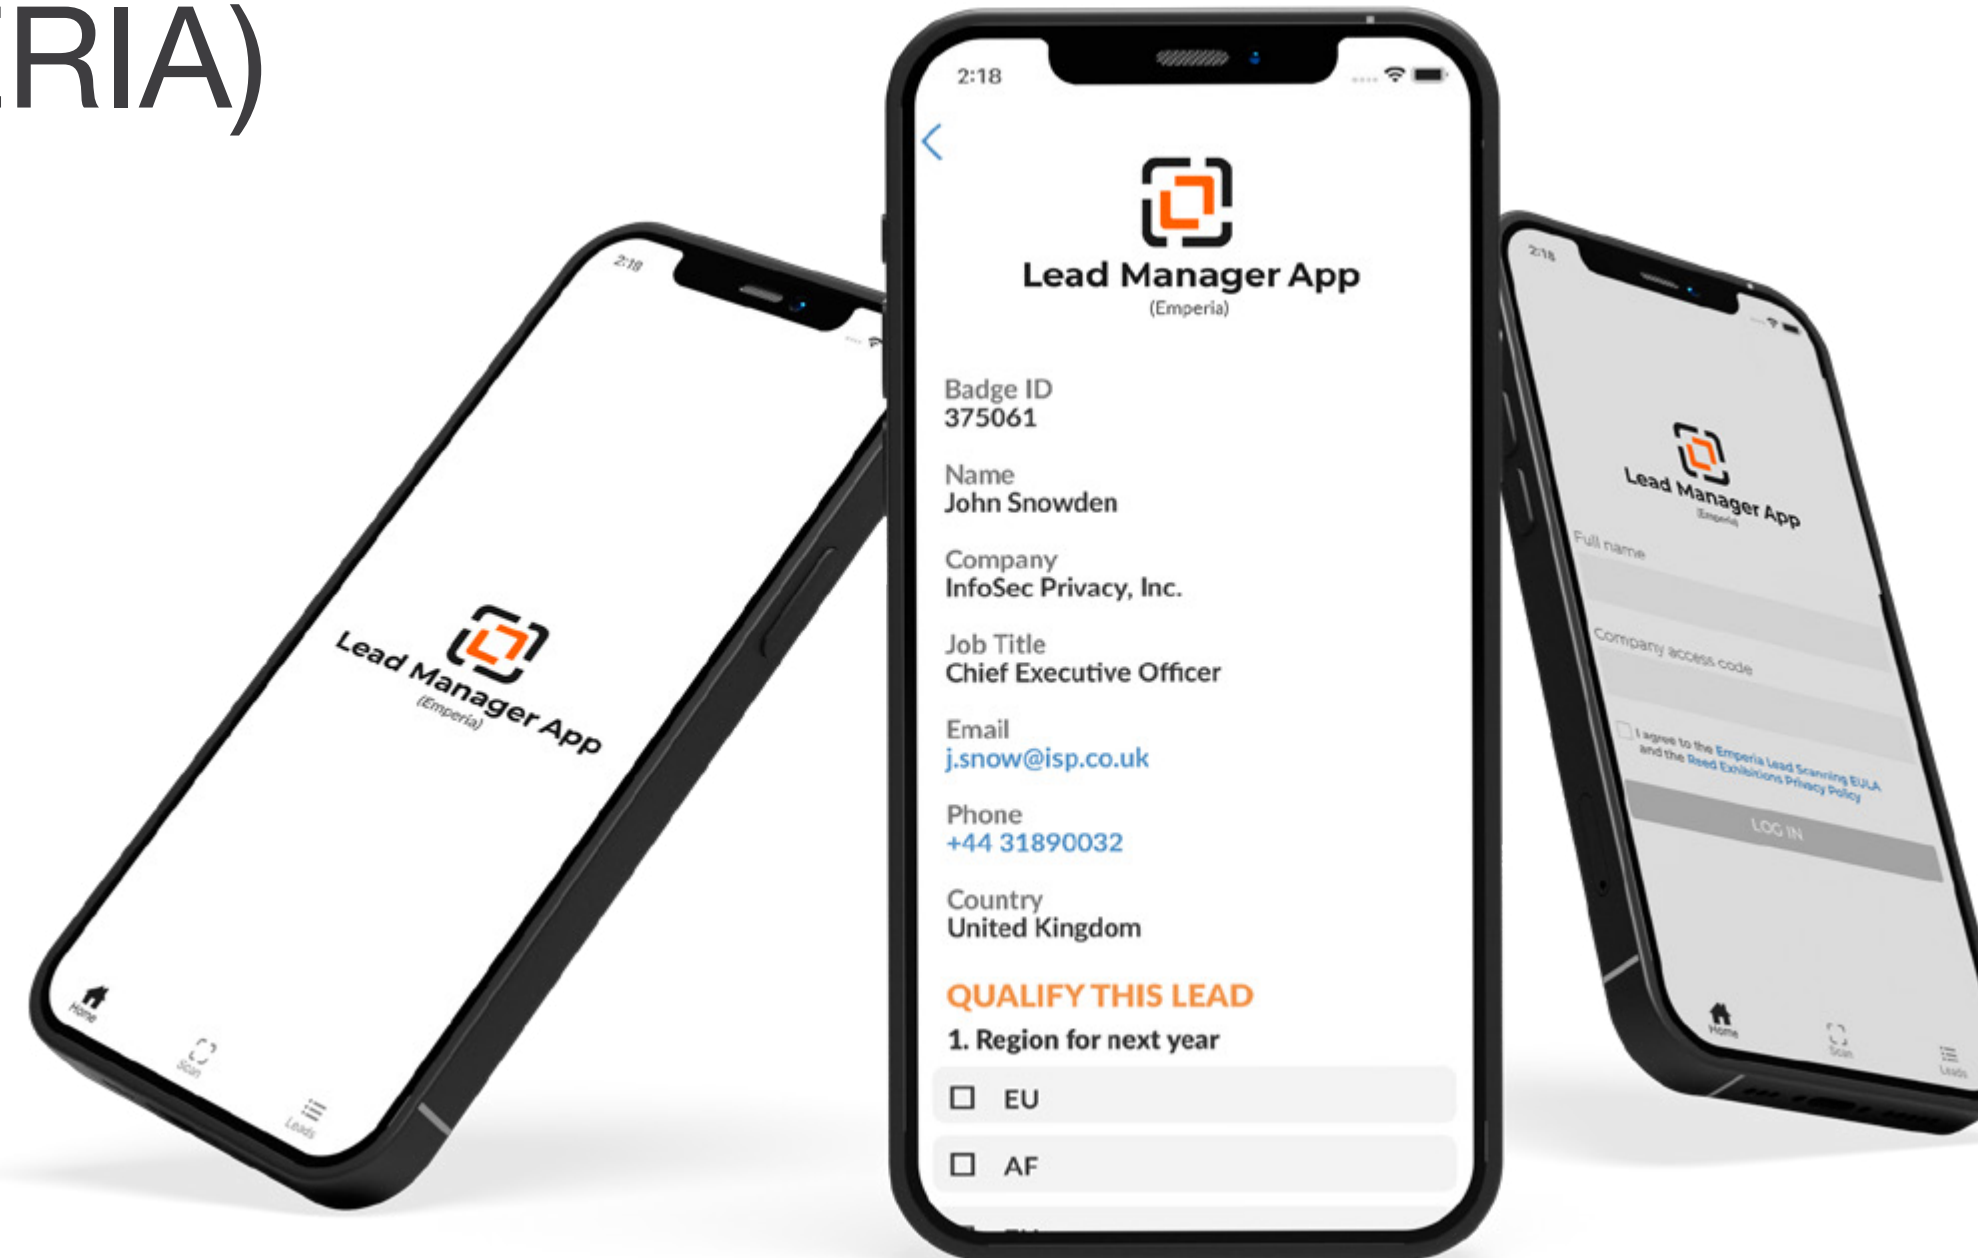 ERIA)
2:18
Lead Manager App
(Emperia)
Home
Scan
Leads
2:18
Lead Manager App
(Emperia)
Badge ID
375061
Name
John Snowden
Company
InfoSec Privacy, Inc.
Job Title
Chief Executive Officer
Email
j.snow@isp.co.uk
Phone
+44 31890032
Country
United Kingdom
QUALIFY THIS LEAD
1. Region for next year
EU
AF
2:18
Lead Manager App
(Emperia)
Full name
Company access code
I agree to the Emperia Lead Scanning EULA
and the Reed Exhibitions Privacy Policy
LOG IN
Home
Scan
Leads